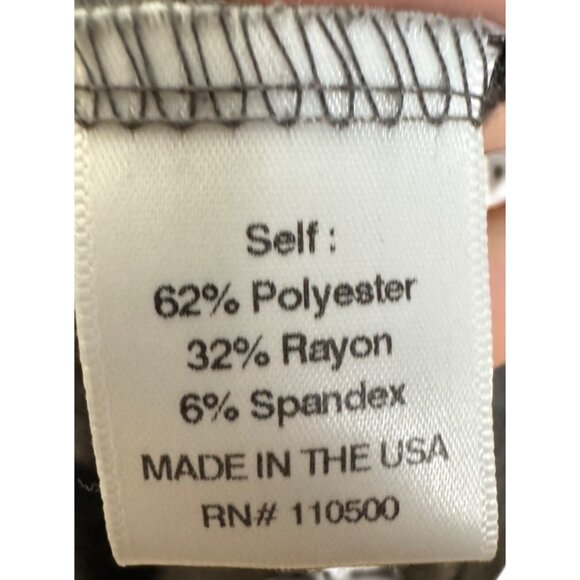 Self :
62% Polyester
32% Rayon
6% Spandex
MADE IN THE USA
RN# 110500